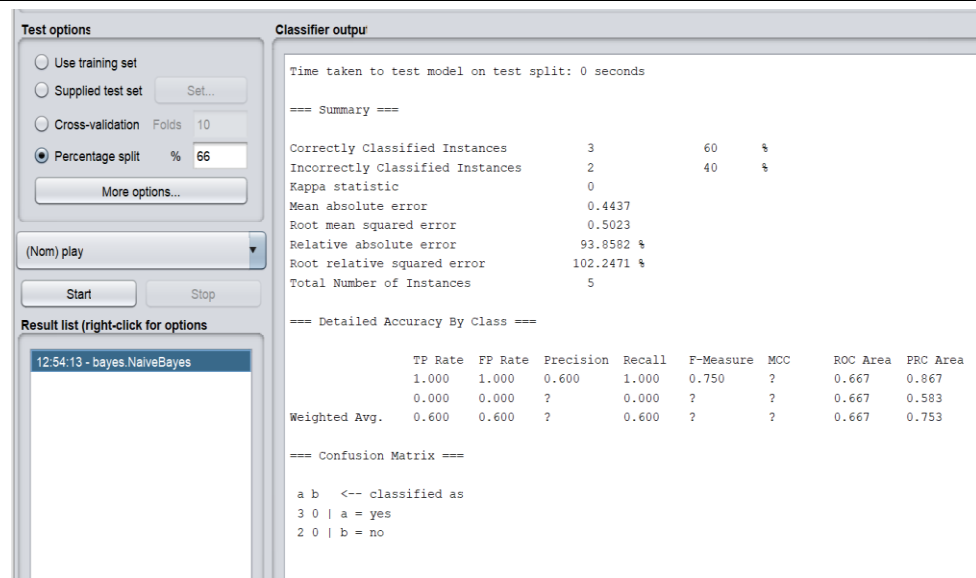 Test options
Use training set
Supplied test set Set...
Cross-validation Folds 10
Percentage split % 66
More options...
(Nom) play
Start Stop
Result list (right-click for options
12:54:13 - bayes.NaiveBayes
Classifier output
Time taken to test model on test split: 0 seconds
=== Summary ===
Correctly Classified Instances 3 60 %
Incorrectly Classified Instances 2 40 %
Kappa statistic 0
Mean absolute error 0.4437
Root mean squared error 0.5023
Relative absolute error 93.8582 %
Root relative squared error 102.2471 %
Total Number of Instances 5
=== Detailed Accuracy By Class ===
TP Rate FP Rate Precision Recall F-Measure MCC ROC Area PRC Area
1.000 1.000 0.600 1.000 0.750 ? 0.667 0.867
0.000 0.000 ? 0.000 ? ? 0.667 0.583
Weighted Avg. 0.600 0.600 ? 0.600 ? ? 0.667 0.753
=== Confusion Matrix ===
a b <-- classified as
3 0 | a = yes
2 0 | b = no